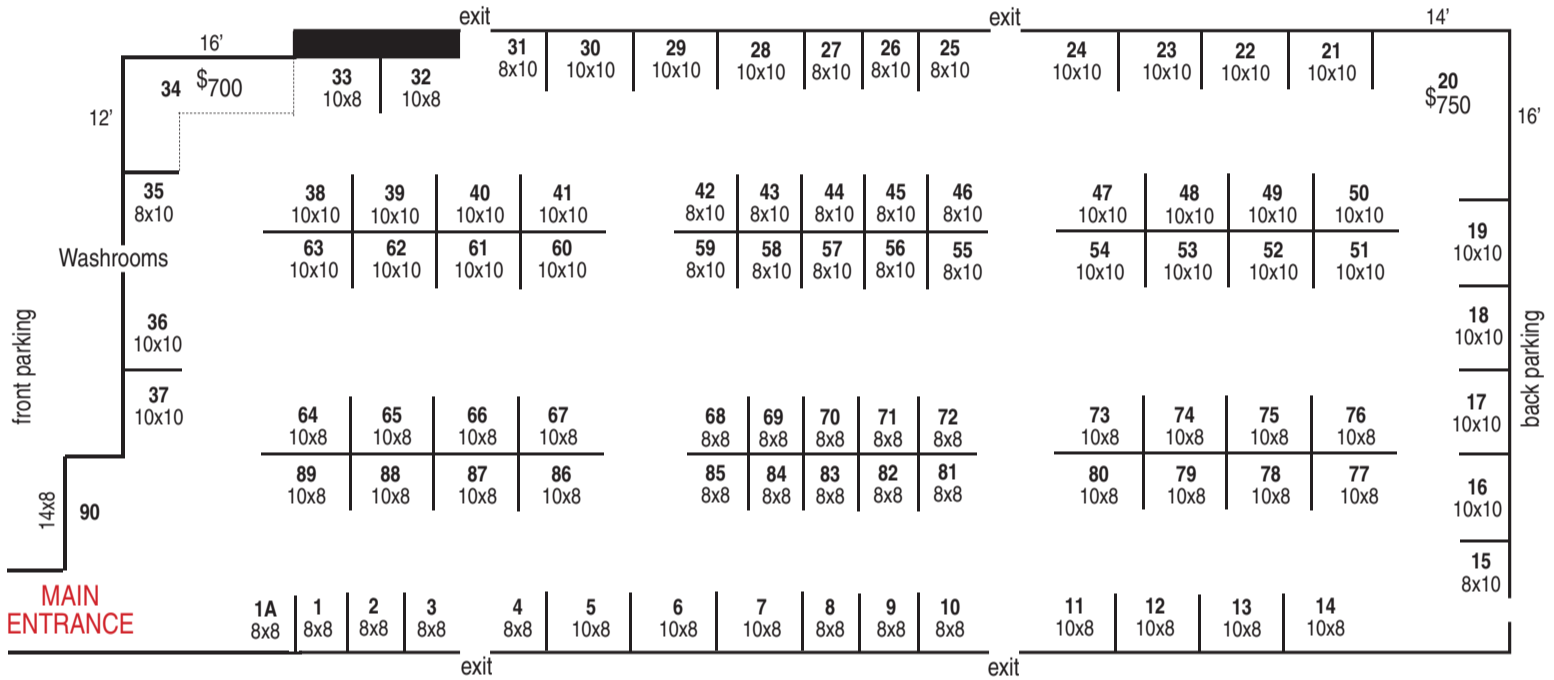 exit
exit
14’
16’
31
8x10
30
10x10
29
10x10
28
10x10
27
8x10
26
8x10
25
8x10
24
10x10
23
10x10
22
10x10
21
10x10
20
$750
16’
34 $700
33
10x8
32
10x8
12’
35
8x10
38
10x10
39
10x10
40
10x10
41
10x10
42
8x10
43
8x10
44
8x10
45
8x10
46
8x10
47
10x10
48
10x10
49
10x10
50
10x10
19
10x10
Washrooms
63
10x10
62
10x10
61
10x10
60
10x10
59
8x10
58
8x10
57
8x10
56
8x10
55
8x10
54
10x10
53
10x10
52
10x10
51
10x10
front parking
36
10x10
18
10x10
back parking
37
10x10
64
10x8
65
10x8
66
10x8
67
10x8
68
8x8
69
8x8
70
8x8
71
8x8
72
8x8
73
10x8
74
10x8
75
10x8
76
10x8
17
10x10
89
10x8
88
10x8
87
10x8
86
10x8
85
8x8
84
8x8
83
8x8
82
8x8
81
8x8
80
10x8
79
10x8
78
10x8
77
10x8
16
10x10
14x8
90
15
8x10
MAIN
ENTRANCE
1A
8x8
1
8x8
2
8x8
3
8x8
4
8x8
5
10x8
6
10x8
7
10x8
8
8x8
9
8x8
10
8x8
11
10x8
12
10x8
13
10x8
14
10x8
exit
exit